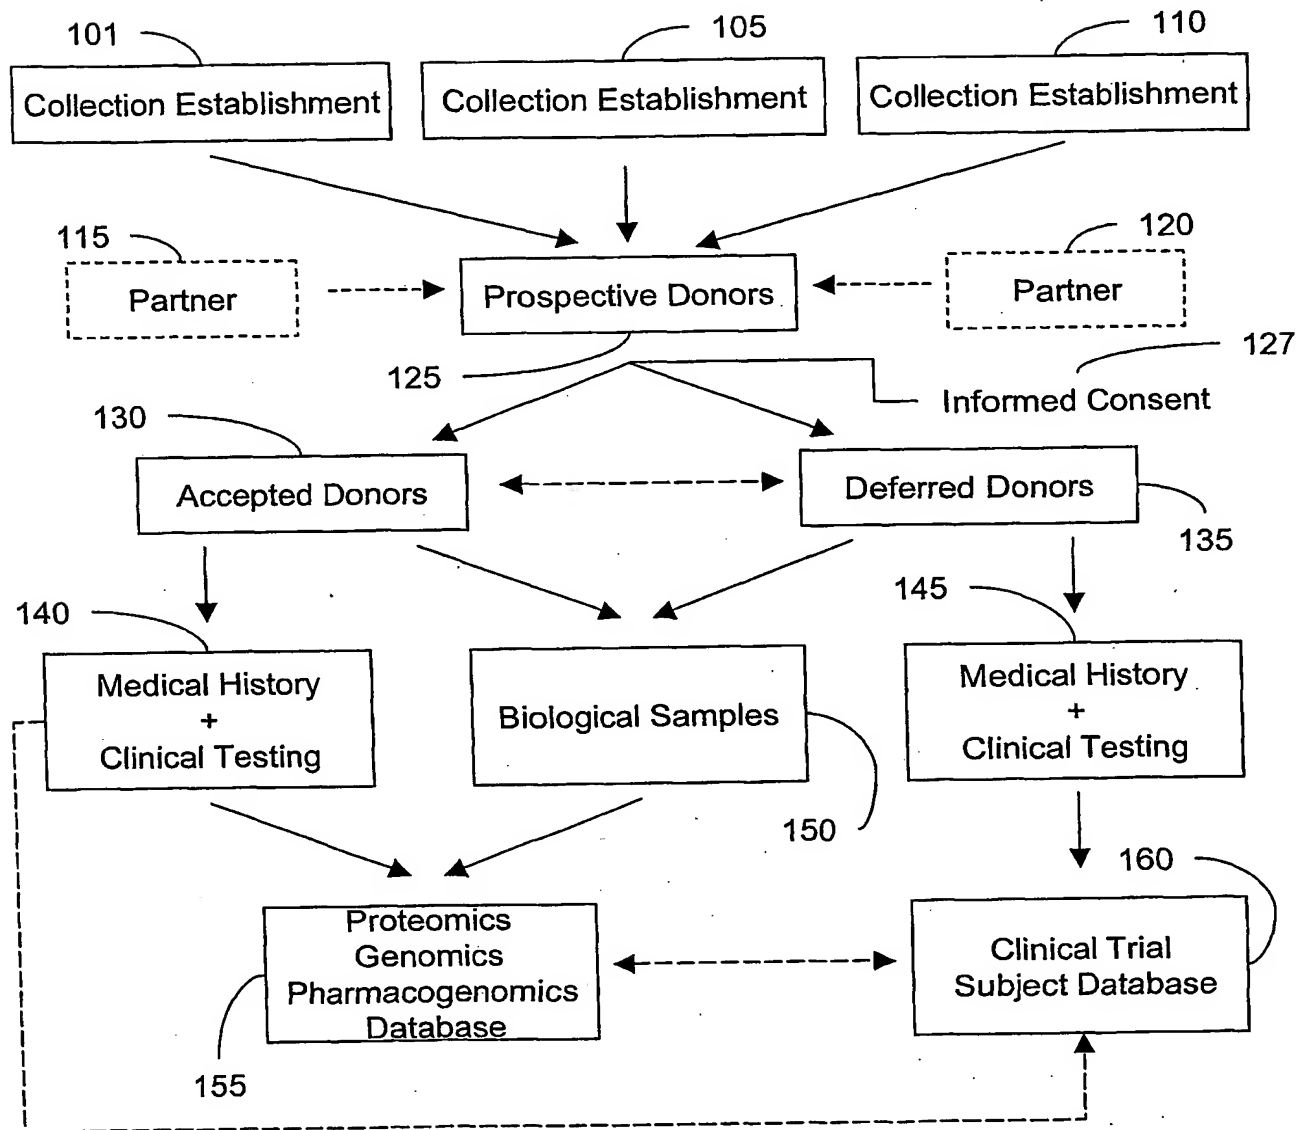 101
105
110
Collection Establishment
Collection Establishment
Collection Establishment
115
120
Partner
Prospective Donors
Partner
127
125
Informed Consent
130
Accepted Donors
Deferred Donors
135
140
145
Medical History
+
Clinical Testing
Biological Samples
Medical History
+
Clinical Testing
150
160
Proteomics
Genomics
Pharmacogenomics
Database
Clinical Trial
Subject Database
155